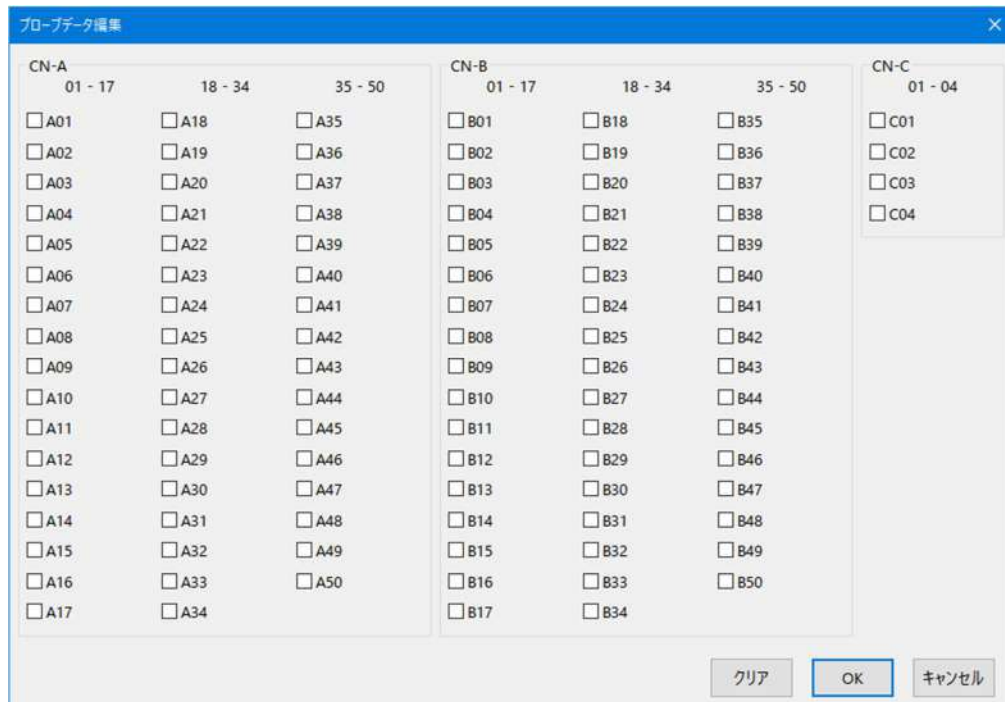 プローブデータ編集
CN-A CN-B CN-C
01 - 17 18 - 34 35 - 50 01 - 17 18 - 34 35 - 50 01 - 04
A01 A18 A35 B01 B18 B35 C01
A02 A19 A36 B02 B19 B36 C02
A03 A20 A37 B03 B20 B37 C03
A04 A21 A38 B04 B21 B38 C04
A05 A22 A39 B05 B22 B39
A06 A23 A40 B06 B23 B40
A07 A24 A41 B07 B24 B41
A08 A25 A42 B08 B25 B42
A09 A26 A43 B09 B26 B43
A10 A27 A44 B10 B27 B44
A11 A28 A45 B11 B28 B45
A12 A29 A46 B12 B29 B46
A13 A30 A47 B13 B30 B47
A14 A31 A48 B14 B31 B48
A15 A32 A49 B15 B32 B49
A16 A33 A50 B16 B33 B50
A17 A34 B17 B34
クリア OK キャンセル